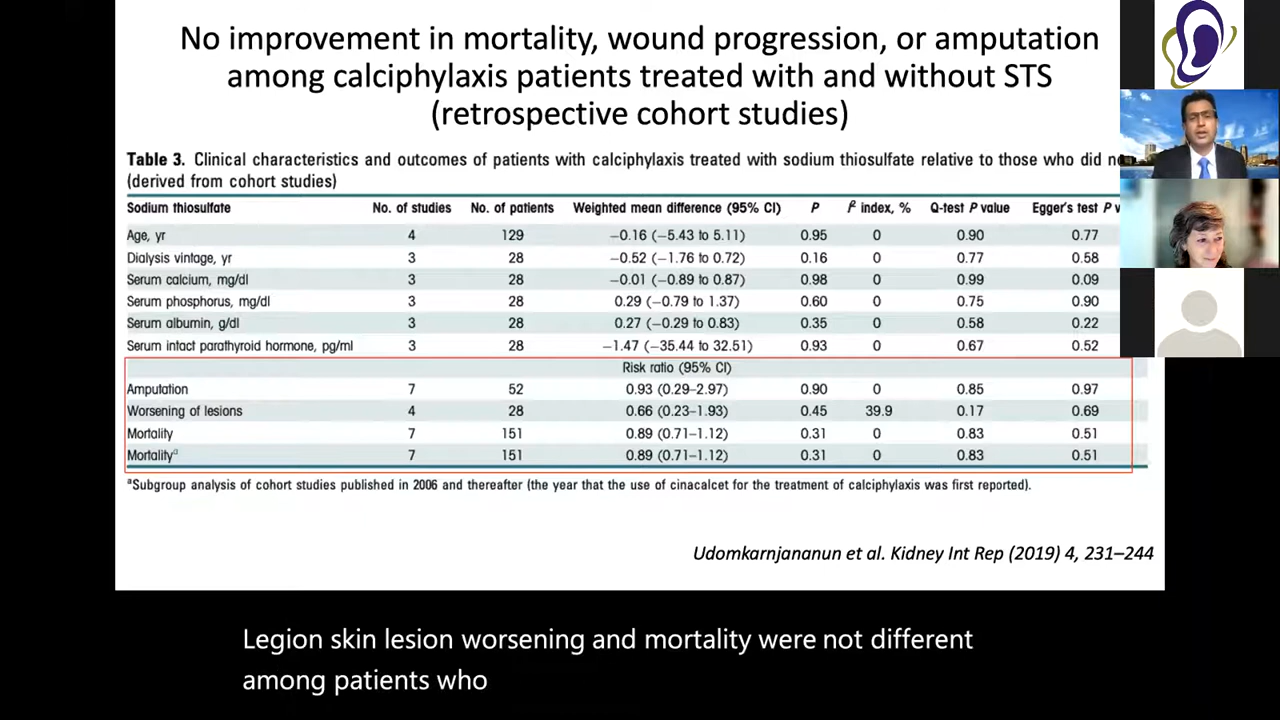 No improvement in mortality, wound progression, or amputation
among calciphylaxis patients treated with and without STS
(retrospective cohort studies)
Table 3. Clinical characteristics and outcomes of patients with calciphylaxis treated with sodium thiosulfate relative to those who did
(derived from cohort studies)
Sodium thiosulfate No. of studies No. of patients Weighted mean difference (95% CI) P I² index, % Q-test P value Egger's test P
Age, yr 4 129 −0.16 (−5.43 to 5.11) 0.95 0 0.90 0.77
Dialysis vintage, yr 3 28 −0.52 (−1.76 to 0.72) 0.16 0 0.77 0.58
Serum calcium, mg/dl 3 28 −0.01 (−0.89 to 0.87) 0.98 0 0.99 0.09
Serum phosphorus, mg/dl 3 28 0.29 (−0.79 to 1.37) 0.60 0 0.75 0.90
Serum albumin, g/dl 3 28 0.27 (−0.29 to 0.83) 0.35 0 0.58 0.22
Serum intact parathyroid hormone, pg/ml 3 28 −1.47 (−35.44 to 32.51) 0.93 0 0.67 0.52
Risk ratio (95% CI)
Amputation 7 52 0.93 (0.29–2.97) 0.90 0 0.85 0.97
Worsening of lesions 4 28 0.66 (0.23–1.93) 0.45 39.9 0.17 0.69
Mortality 7 151 0.89 (0.71–1.12) 0.31 0 0.83 0.51
Mortalityᵃ 7 151 0.89 (0.71–1.12) 0.31 0 0.83 0.51
ᵃSubgroup analysis of cohort studies published in 2006 and thereafter (the year that the use of cinacalcet for the treatment of calciphylaxis was first reported).
Udomkarnjananun et al. Kidney Int Rep (2019) 4, 231–244
Legion skin lesion worsening and mortality were not different
among patients who